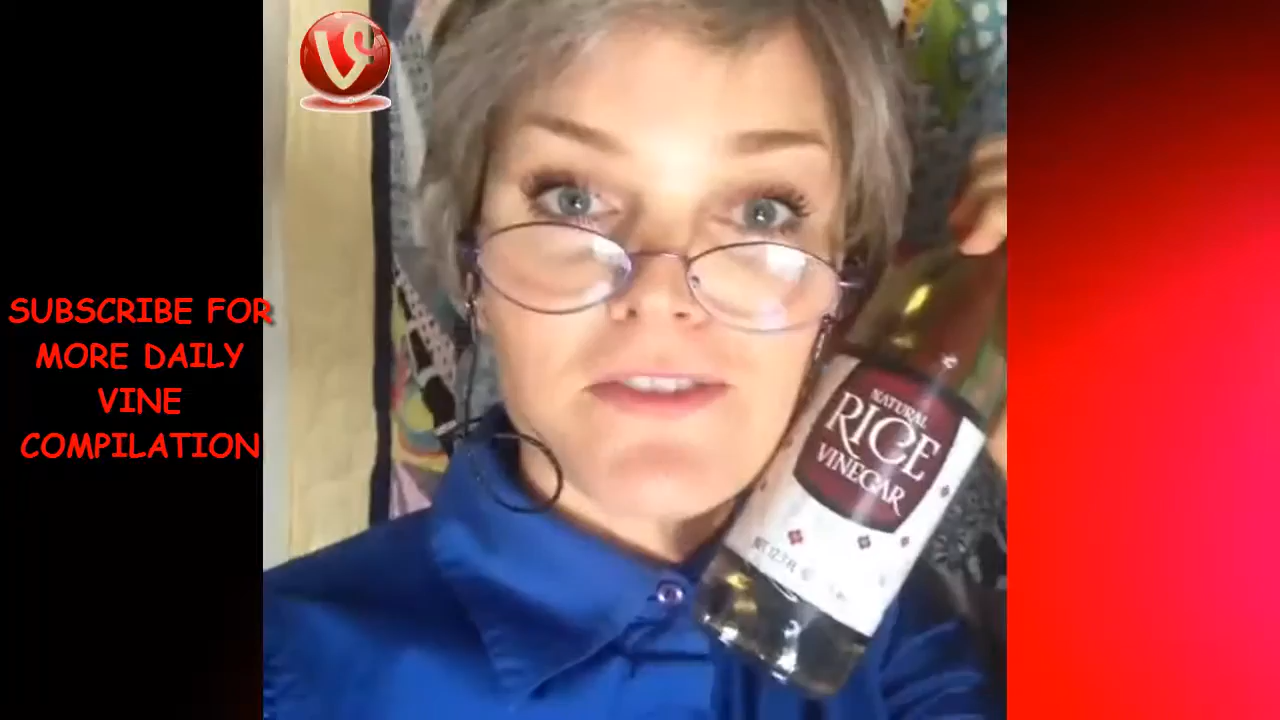 SUBSCRIBE FOR
MORE DAILY
VINE
COMPILATION
NATURAL
RICE
VINEGAR